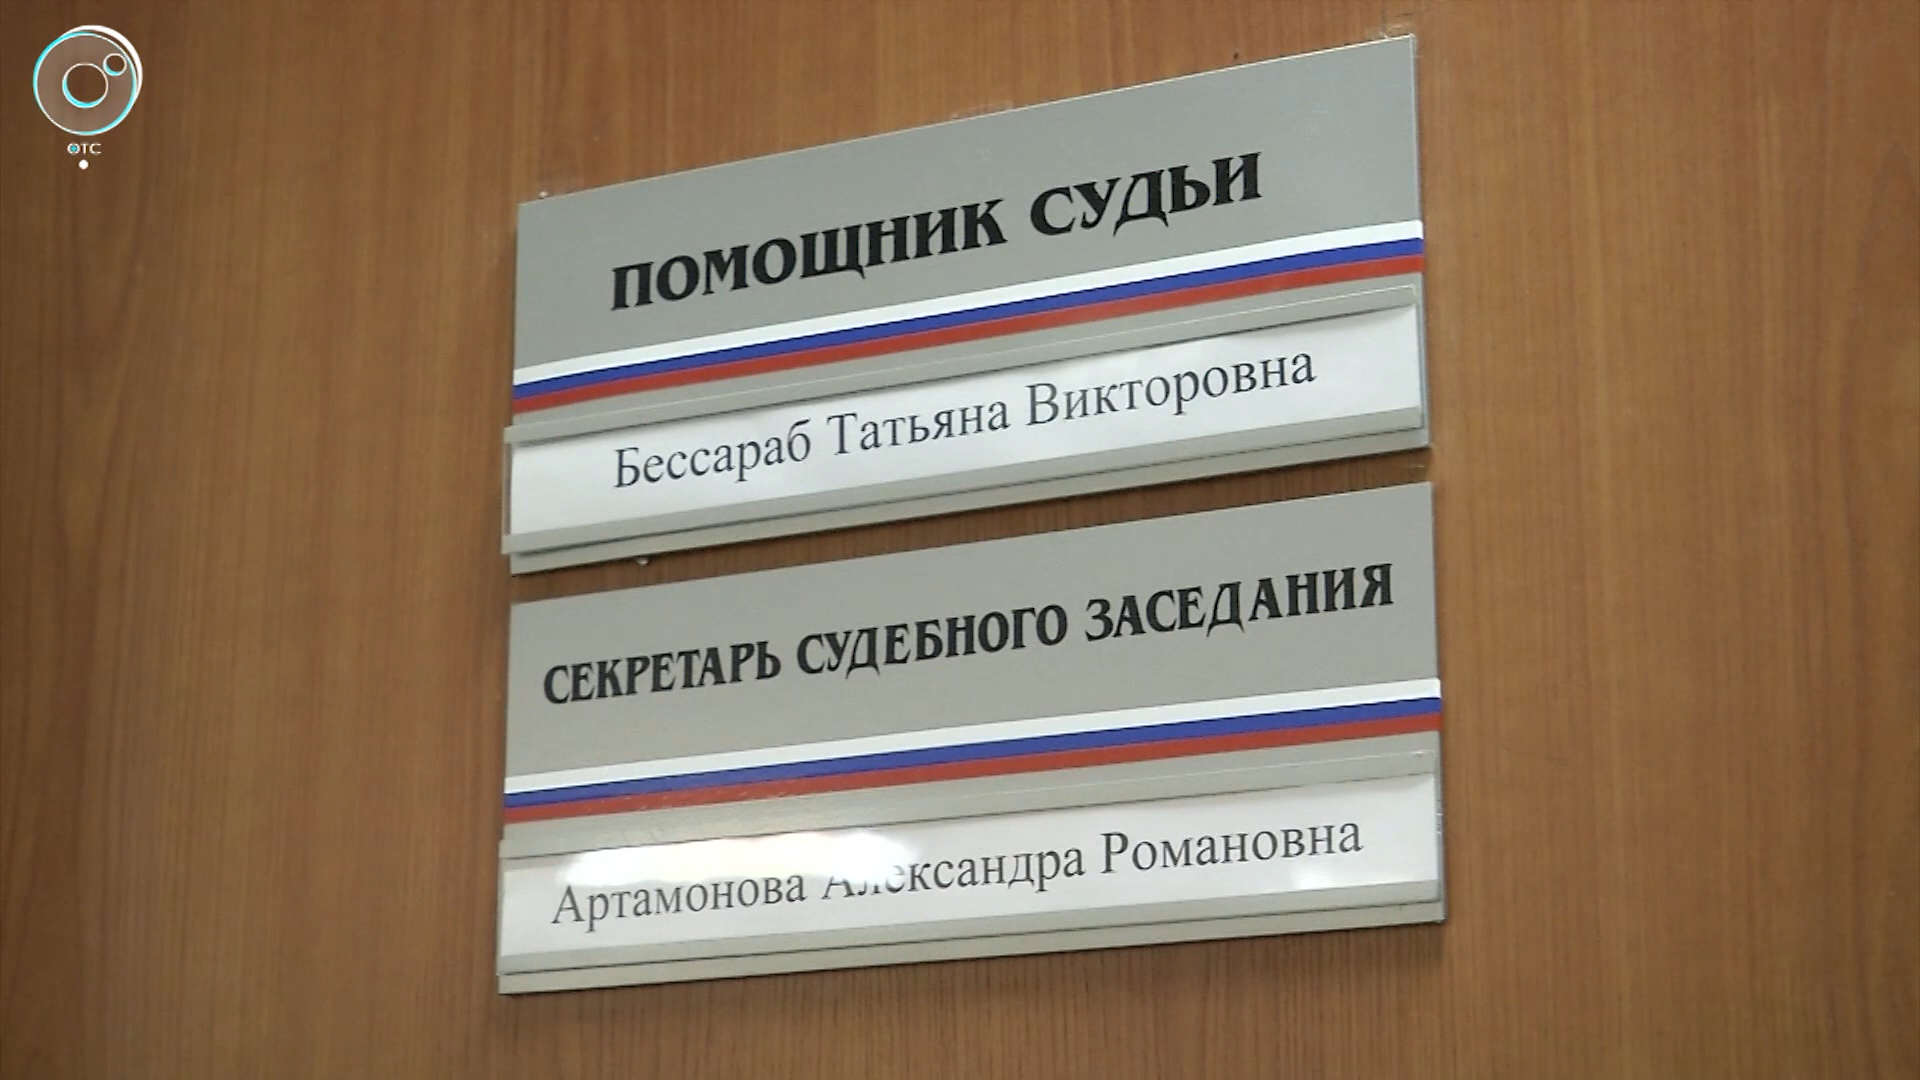 ОТС
ПОМОЩНИК СУДЬИ
Бессараб Татьяна Викторовна
СЕКРЕТАРЬ СУДЕБНОГО ЗАСЕДАНИЯ
Артамонова Александра Романовна